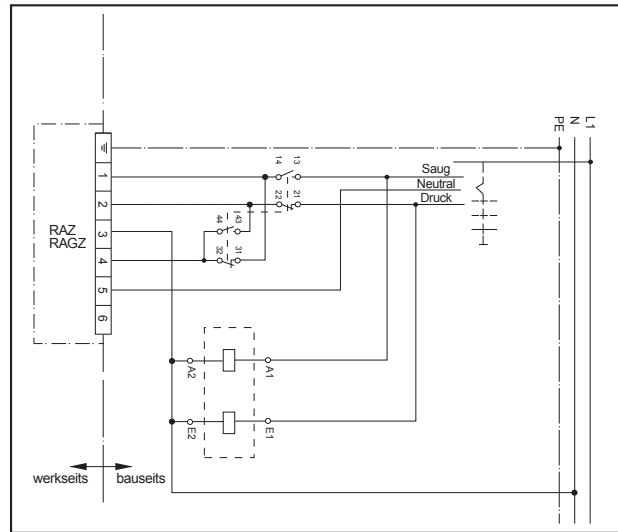 L1
N
PE
14 13
1
Saug
Neutral
22 21
Druck
2
44 43
RAZ
RAGZ
3
32 31
4
5
6
A2 A1
E2 E1
werkseits bauseits